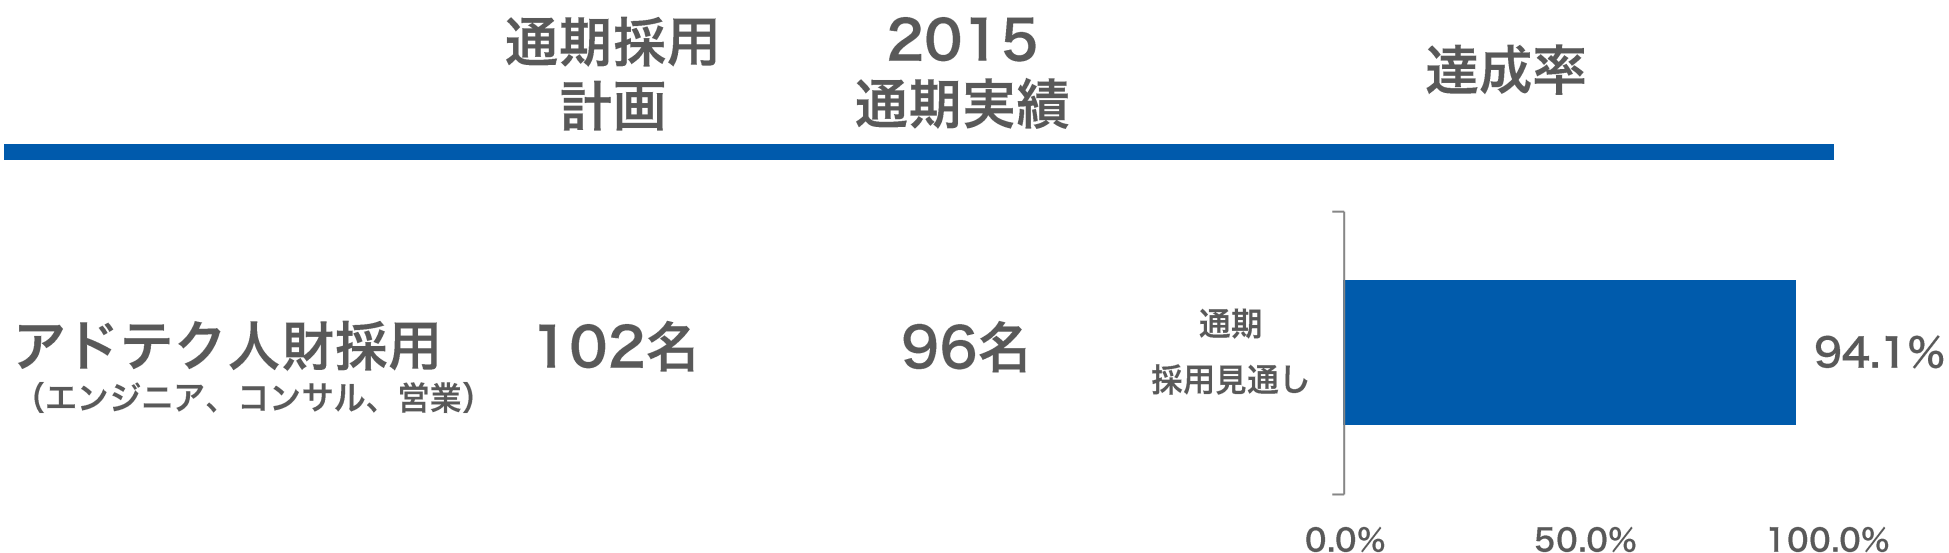 通期採用
計画
2015
通期実績
達成率
アドテク人財採用
（エンジニア、コンサル、営業）
102名
96名
通期
採用見通し
94.1%
0.0%
50.0%
100.0%